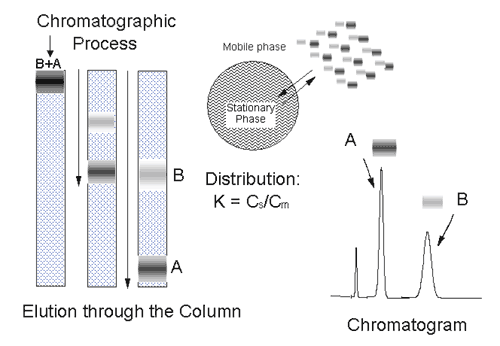 Chromatographic
Process
B+A
B
A
Elution through the Column
Mobile phase
Stationary
Phase
Distribution:
K = Cs/Cm
A
B
Chromatogram